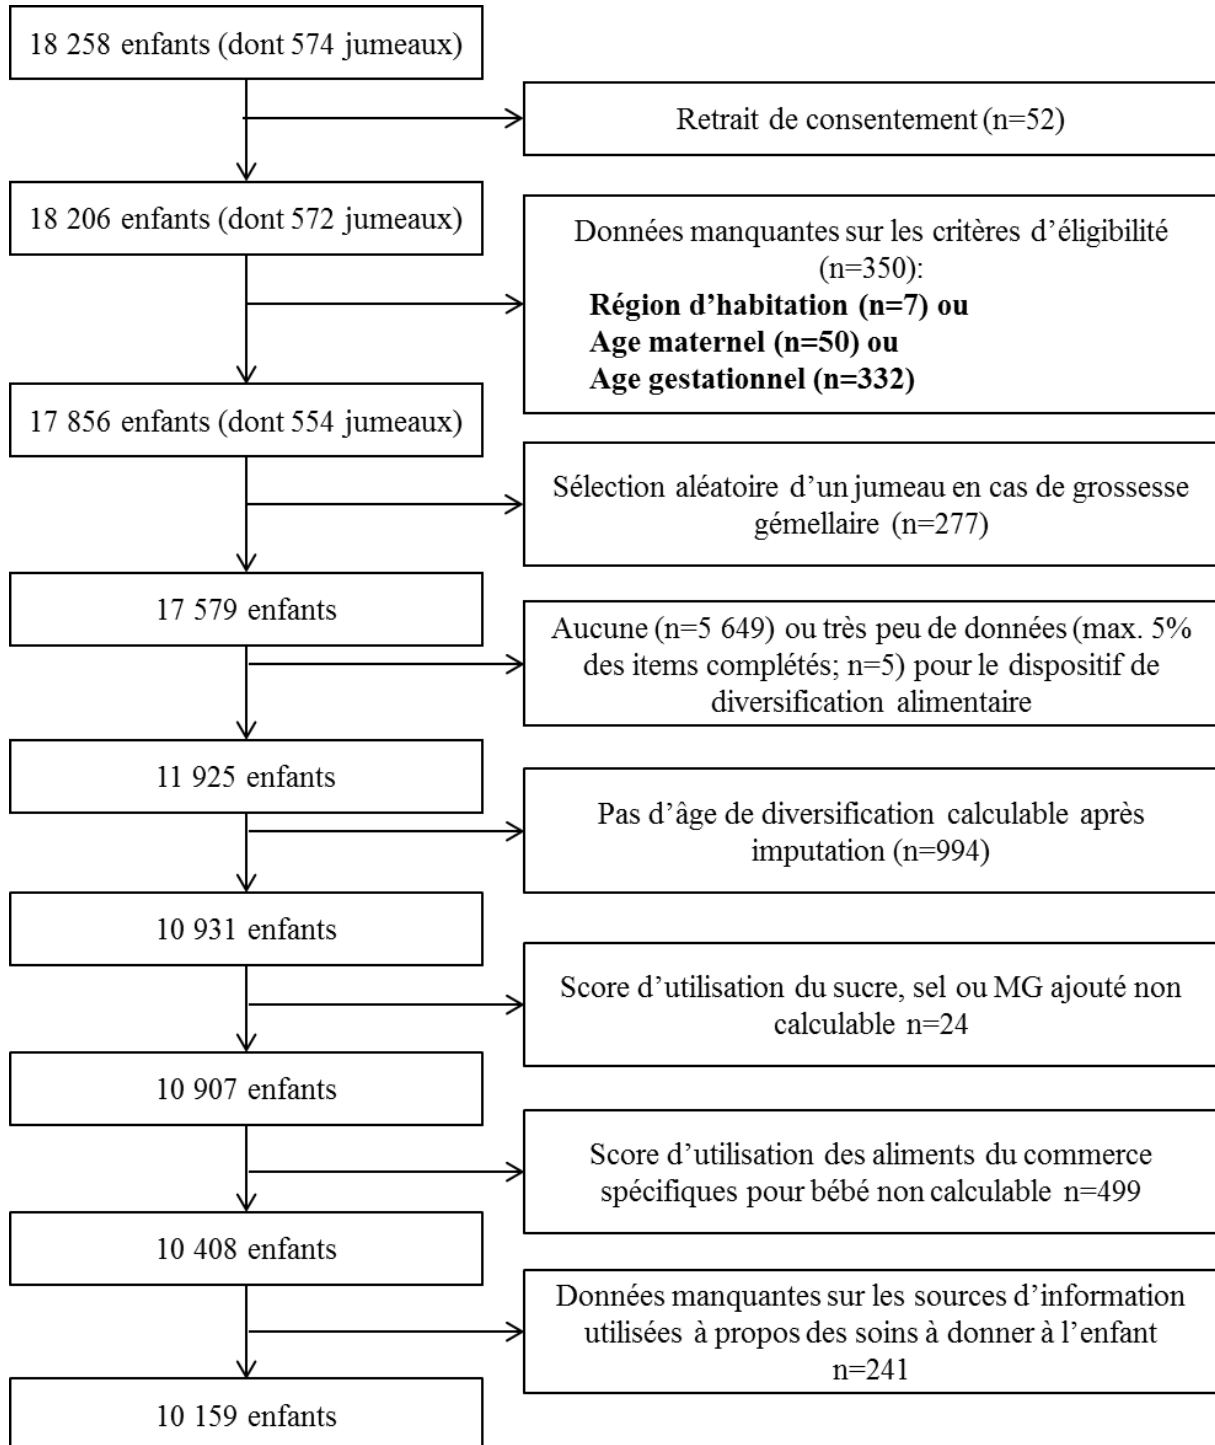 18 258 enfants (dont 574 jumeaux)
Retrait de consentement (n=52)
18 206 enfants (dont 572 jumeaux)
Données manquantes sur les critères d’éligibilité
(n=350):
Région d’habitation (n=7) ou
Age maternel (n=50) ou
Age gestationnel (n=332)
17 856 enfants (dont 554 jumeaux)
Sélection aléatoire d’un jumeau en cas de grossesse
gémellaire (n=277)
17 579 enfants
Aucune (n=5 649) ou très peu de données (max. 5%
des items complétés; n=5) pour le dispositif de
diversification alimentaire
11 925 enfants
Pas d’âge de diversification calculable après
imputation (n=994)
10 931 enfants
Score d’utilisation du sucre, sel ou MG ajouté non
calculable n=24
10 907 enfants
Score d’utilisation des aliments du commerce
spécifiques pour bébé non calculable n=499
10 408 enfants
Données manquantes sur les sources d’information
utilisées à propos des soins à donner à l’enfant
n=241
10 159 enfants